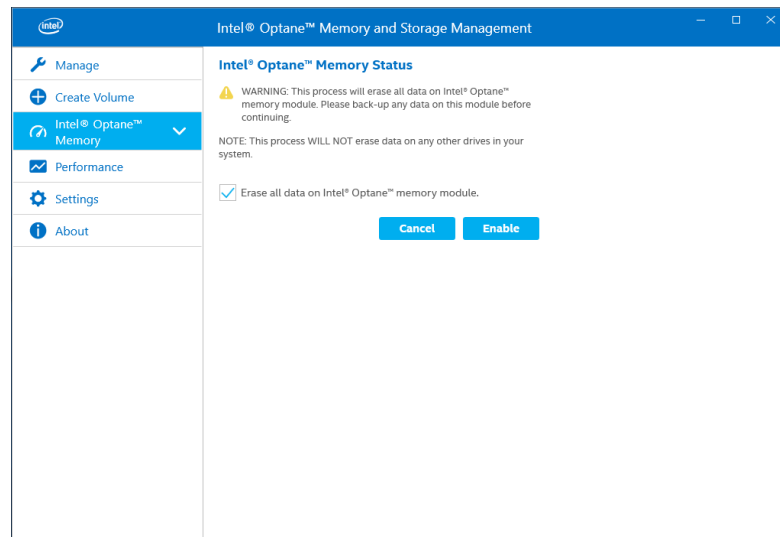 intel
Intel® Optane™ Memory and Storage Management
Manage
Create Volume
Intel® Optane™
Memory
Performance
Settings
About
Intel® Optane™ Memory Status
WARNING: This process will erase all data on Intel® Optane™
memory module. Please back-up any data on this module before
continuing.
NOTE: This process WILL NOT erase data on any other drives in your
system.
Erase all data on Intel® Optane™ memory module.
Cancel
Enable